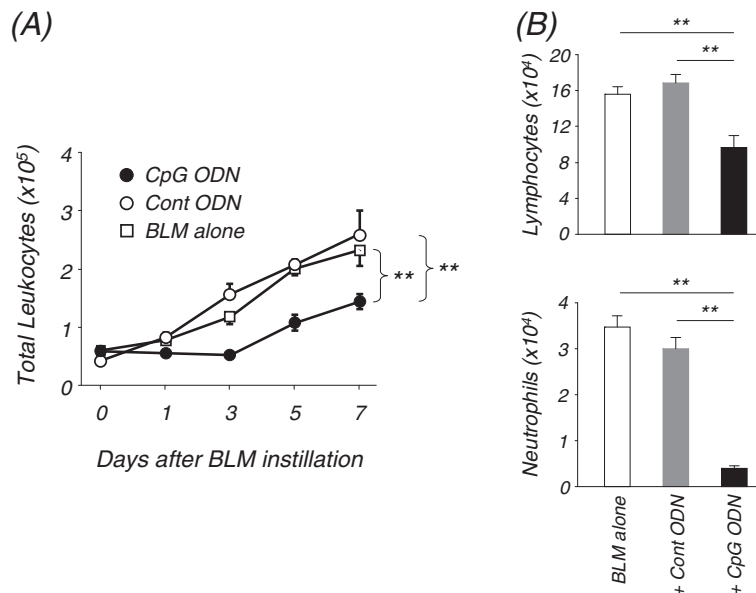 (A)
Total Leukocytes (x10⁵)
4
3
2
1
0
CpG ODN
Cont ODN
BLM alone
**
**
0 1 3 5 7
Days after BLM instillation
(B)
Lymphocytes (x10⁴)
20
16
12
8
4
0
**
**
Neutrophils (x10⁴)
4
3
1
0
**
**
BLM alone
+ Cont ODN
+ CpG ODN